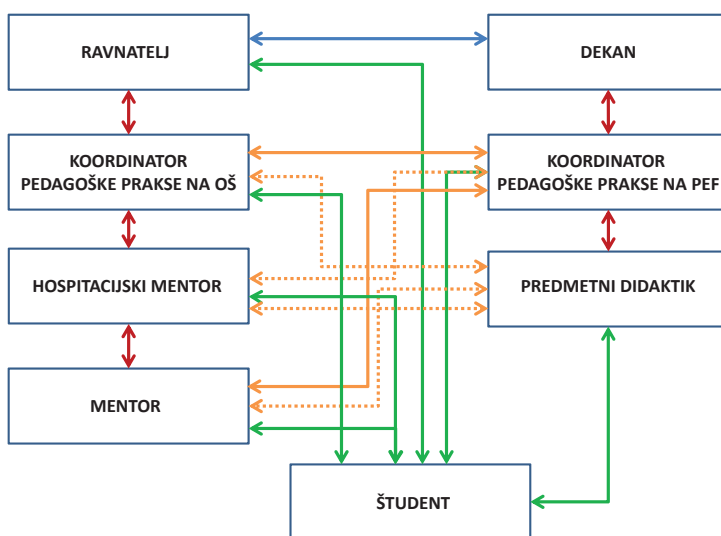 RAVNATELJ
DEKAN
KOORDINATOR
PEDAGOŠKE PRAKSE NA OŠ
KOORDINATOR
PEDAGOŠKE PRAKSE NA PEF
HOSPITACIJSKI MENTOR
PREDMETNI DIDAKTIK
MENTOR
ŠTUDENT